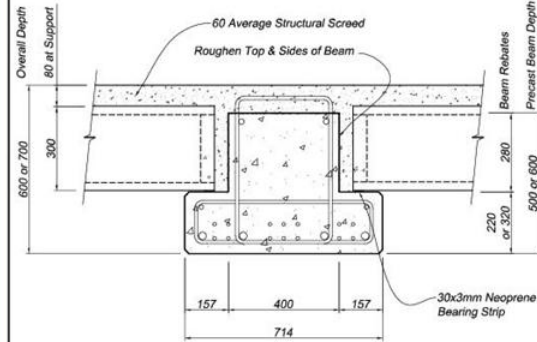 Overall Depth
80 at Support
60 Average Structural Screed
Roughen Top & Sides of Beam
Beam Rebates
Precast Beam Depth
600 or 700
300
280
500 or 600
220
or 320
30x3mm Neoprene
Bearing Strip
157
400
157
714